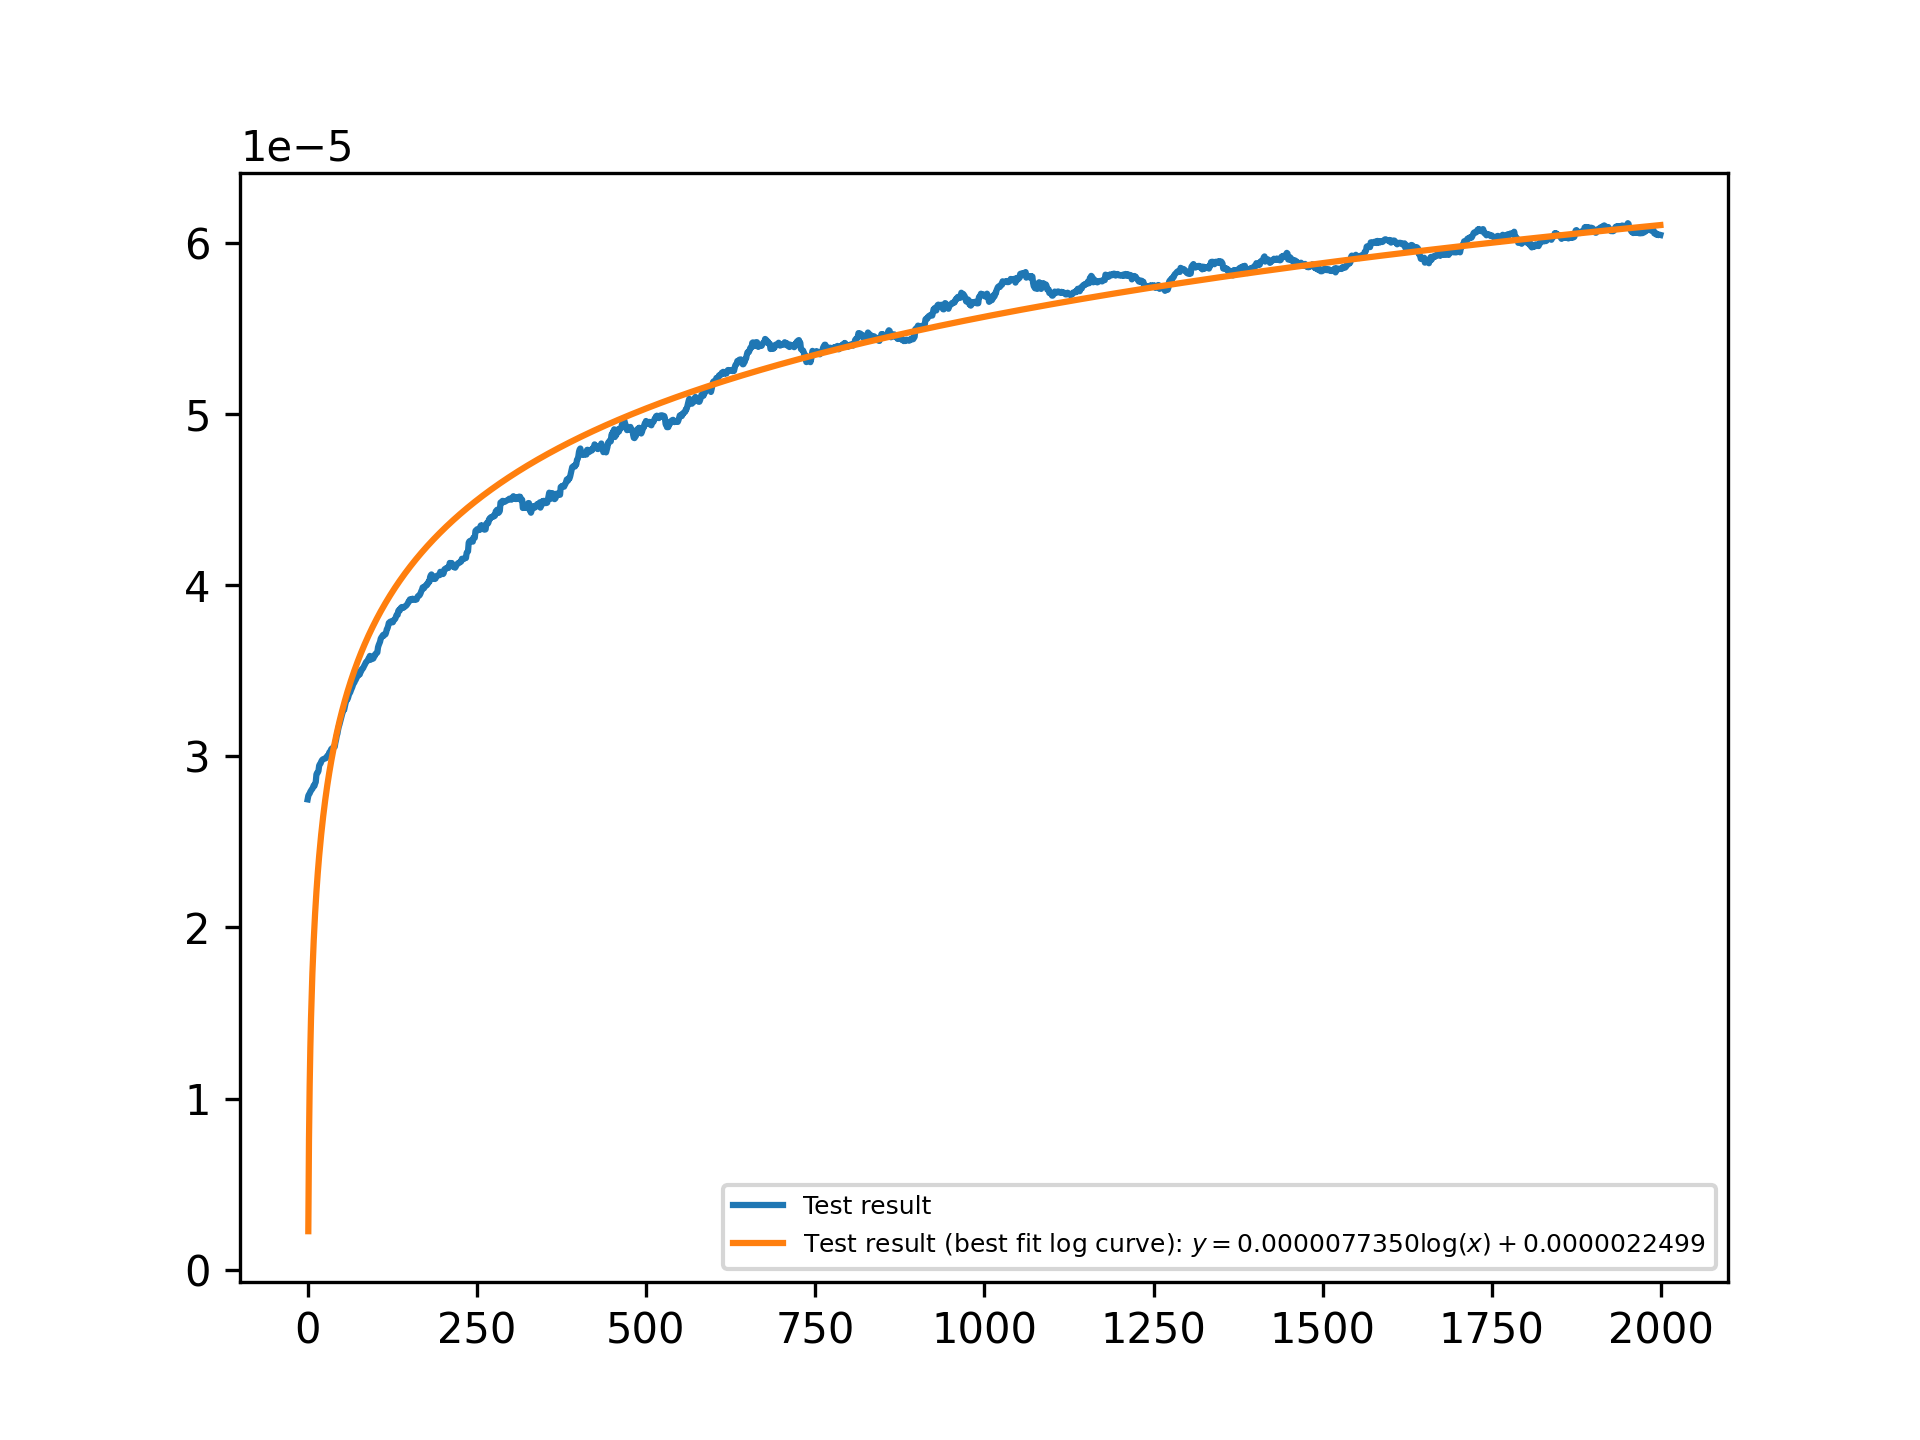 1e−5
6
5
4
3
2
1
0
0 250 500 750 1000 1250 1500 1750 2000
Test result
Test result (best fit log curve): y = 0.0000077350log(x) + 0.0000022499